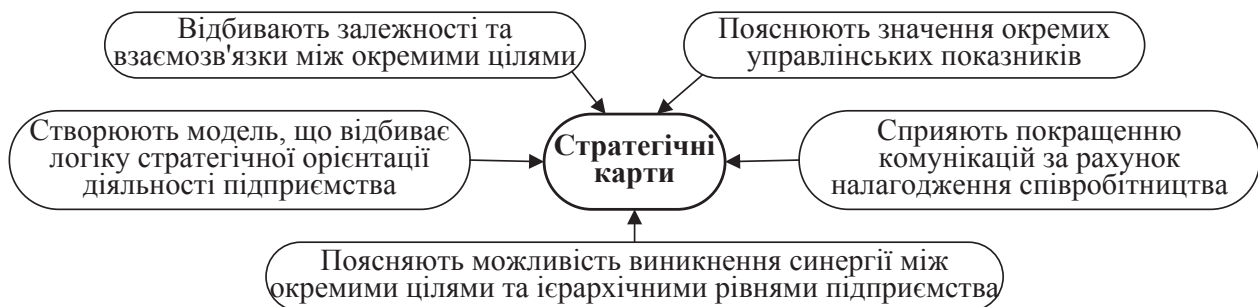 Відбивають залежності та
взаємозв'язки між окремими цілями
Пояснюють значення окремих
управлінських показників
Створюють модель, що відбиває
логіку стратегічної орієнтації
діяльності підприємства
Стратегічні
карти
Сприяють покращенню
комунікацій за рахунок
налагодження співробітництва
Поясняють можливість виникнення синергії між
окремими цілями та ієрархічними рівнями підприємства